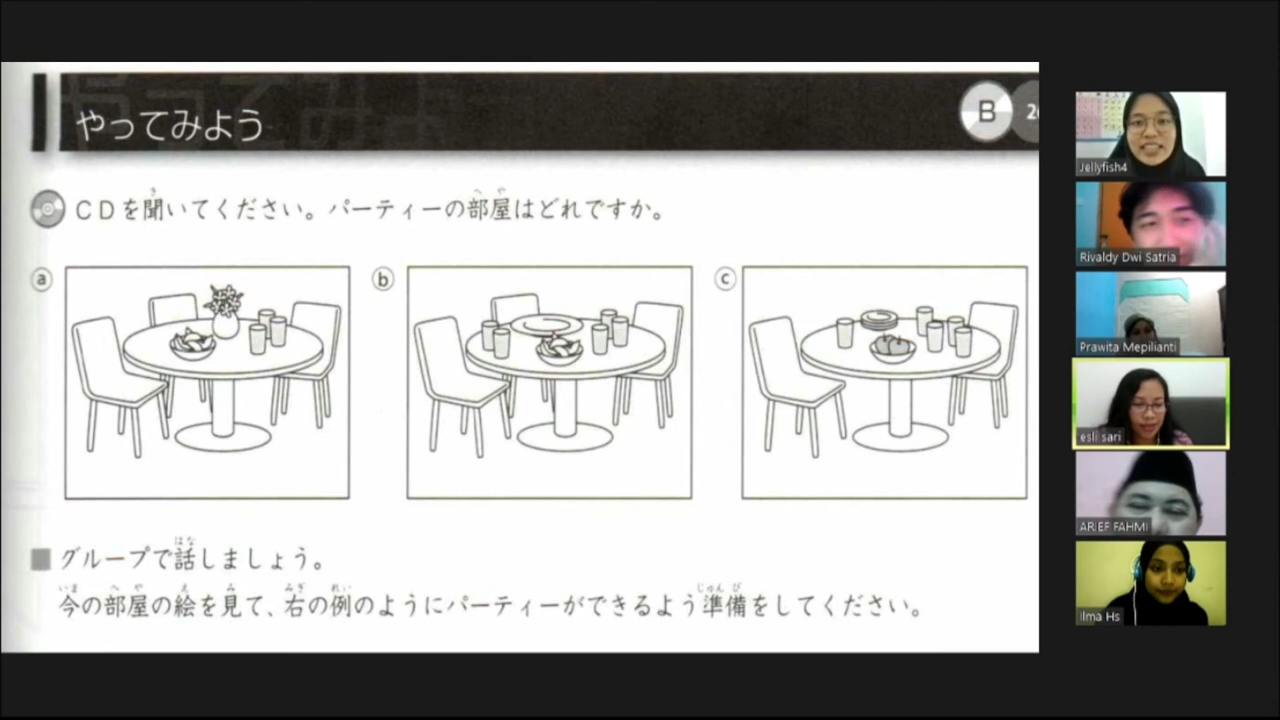 やってみよう
B
CDを聞いてください。パーティーの部屋はどれですか。
a
b
c
グループで話しましょう。
今の部屋の絵を見て、右の例のようにパーティーができるよう準備をしてください。
Jellyfish4
Rivaldy Dwi Satria
Prawita Mepilianti
esli sari
ARIEF FAHMI
Ilma Hs